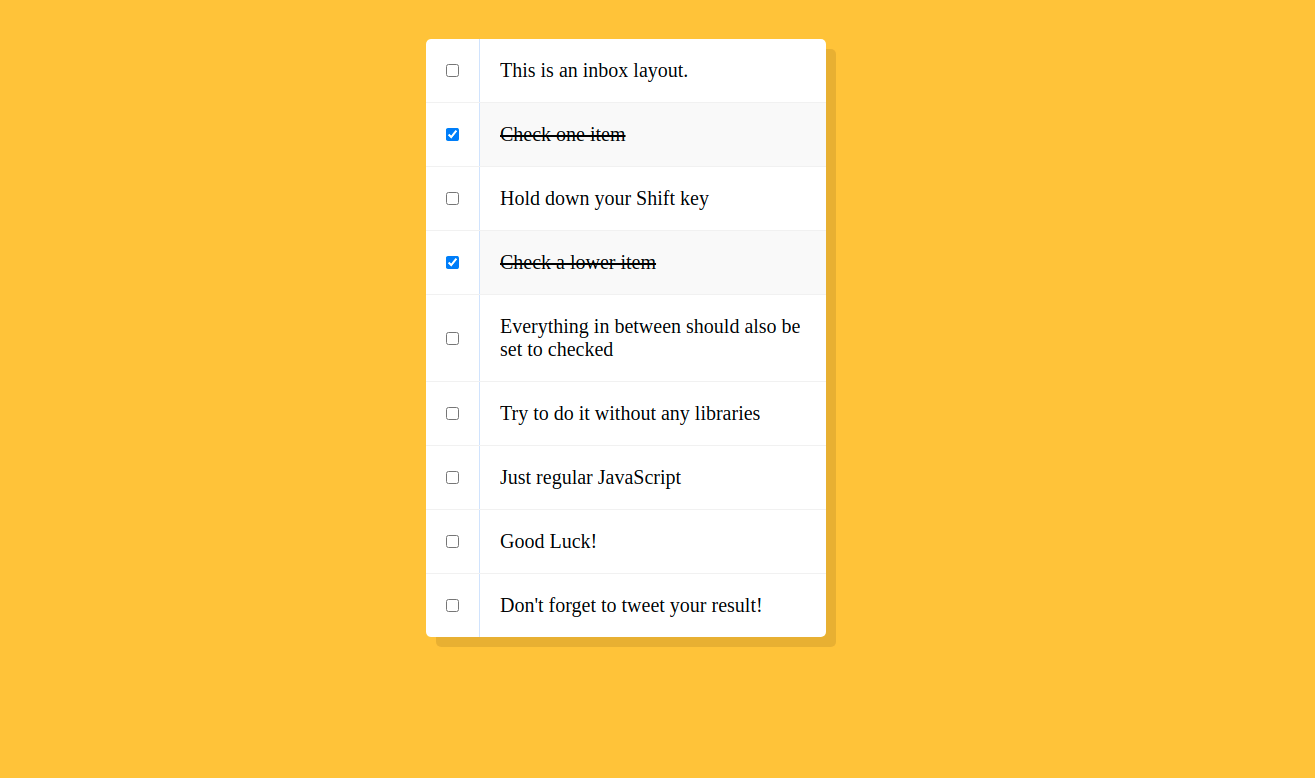 This is an inbox layout.
Check one item
Hold down your Shift key
Check a lower item
Everything in between should also be
set to checked
Try to do it without any libraries
Just regular JavaScript
Good Luck!
Don't forget to tweet your result!